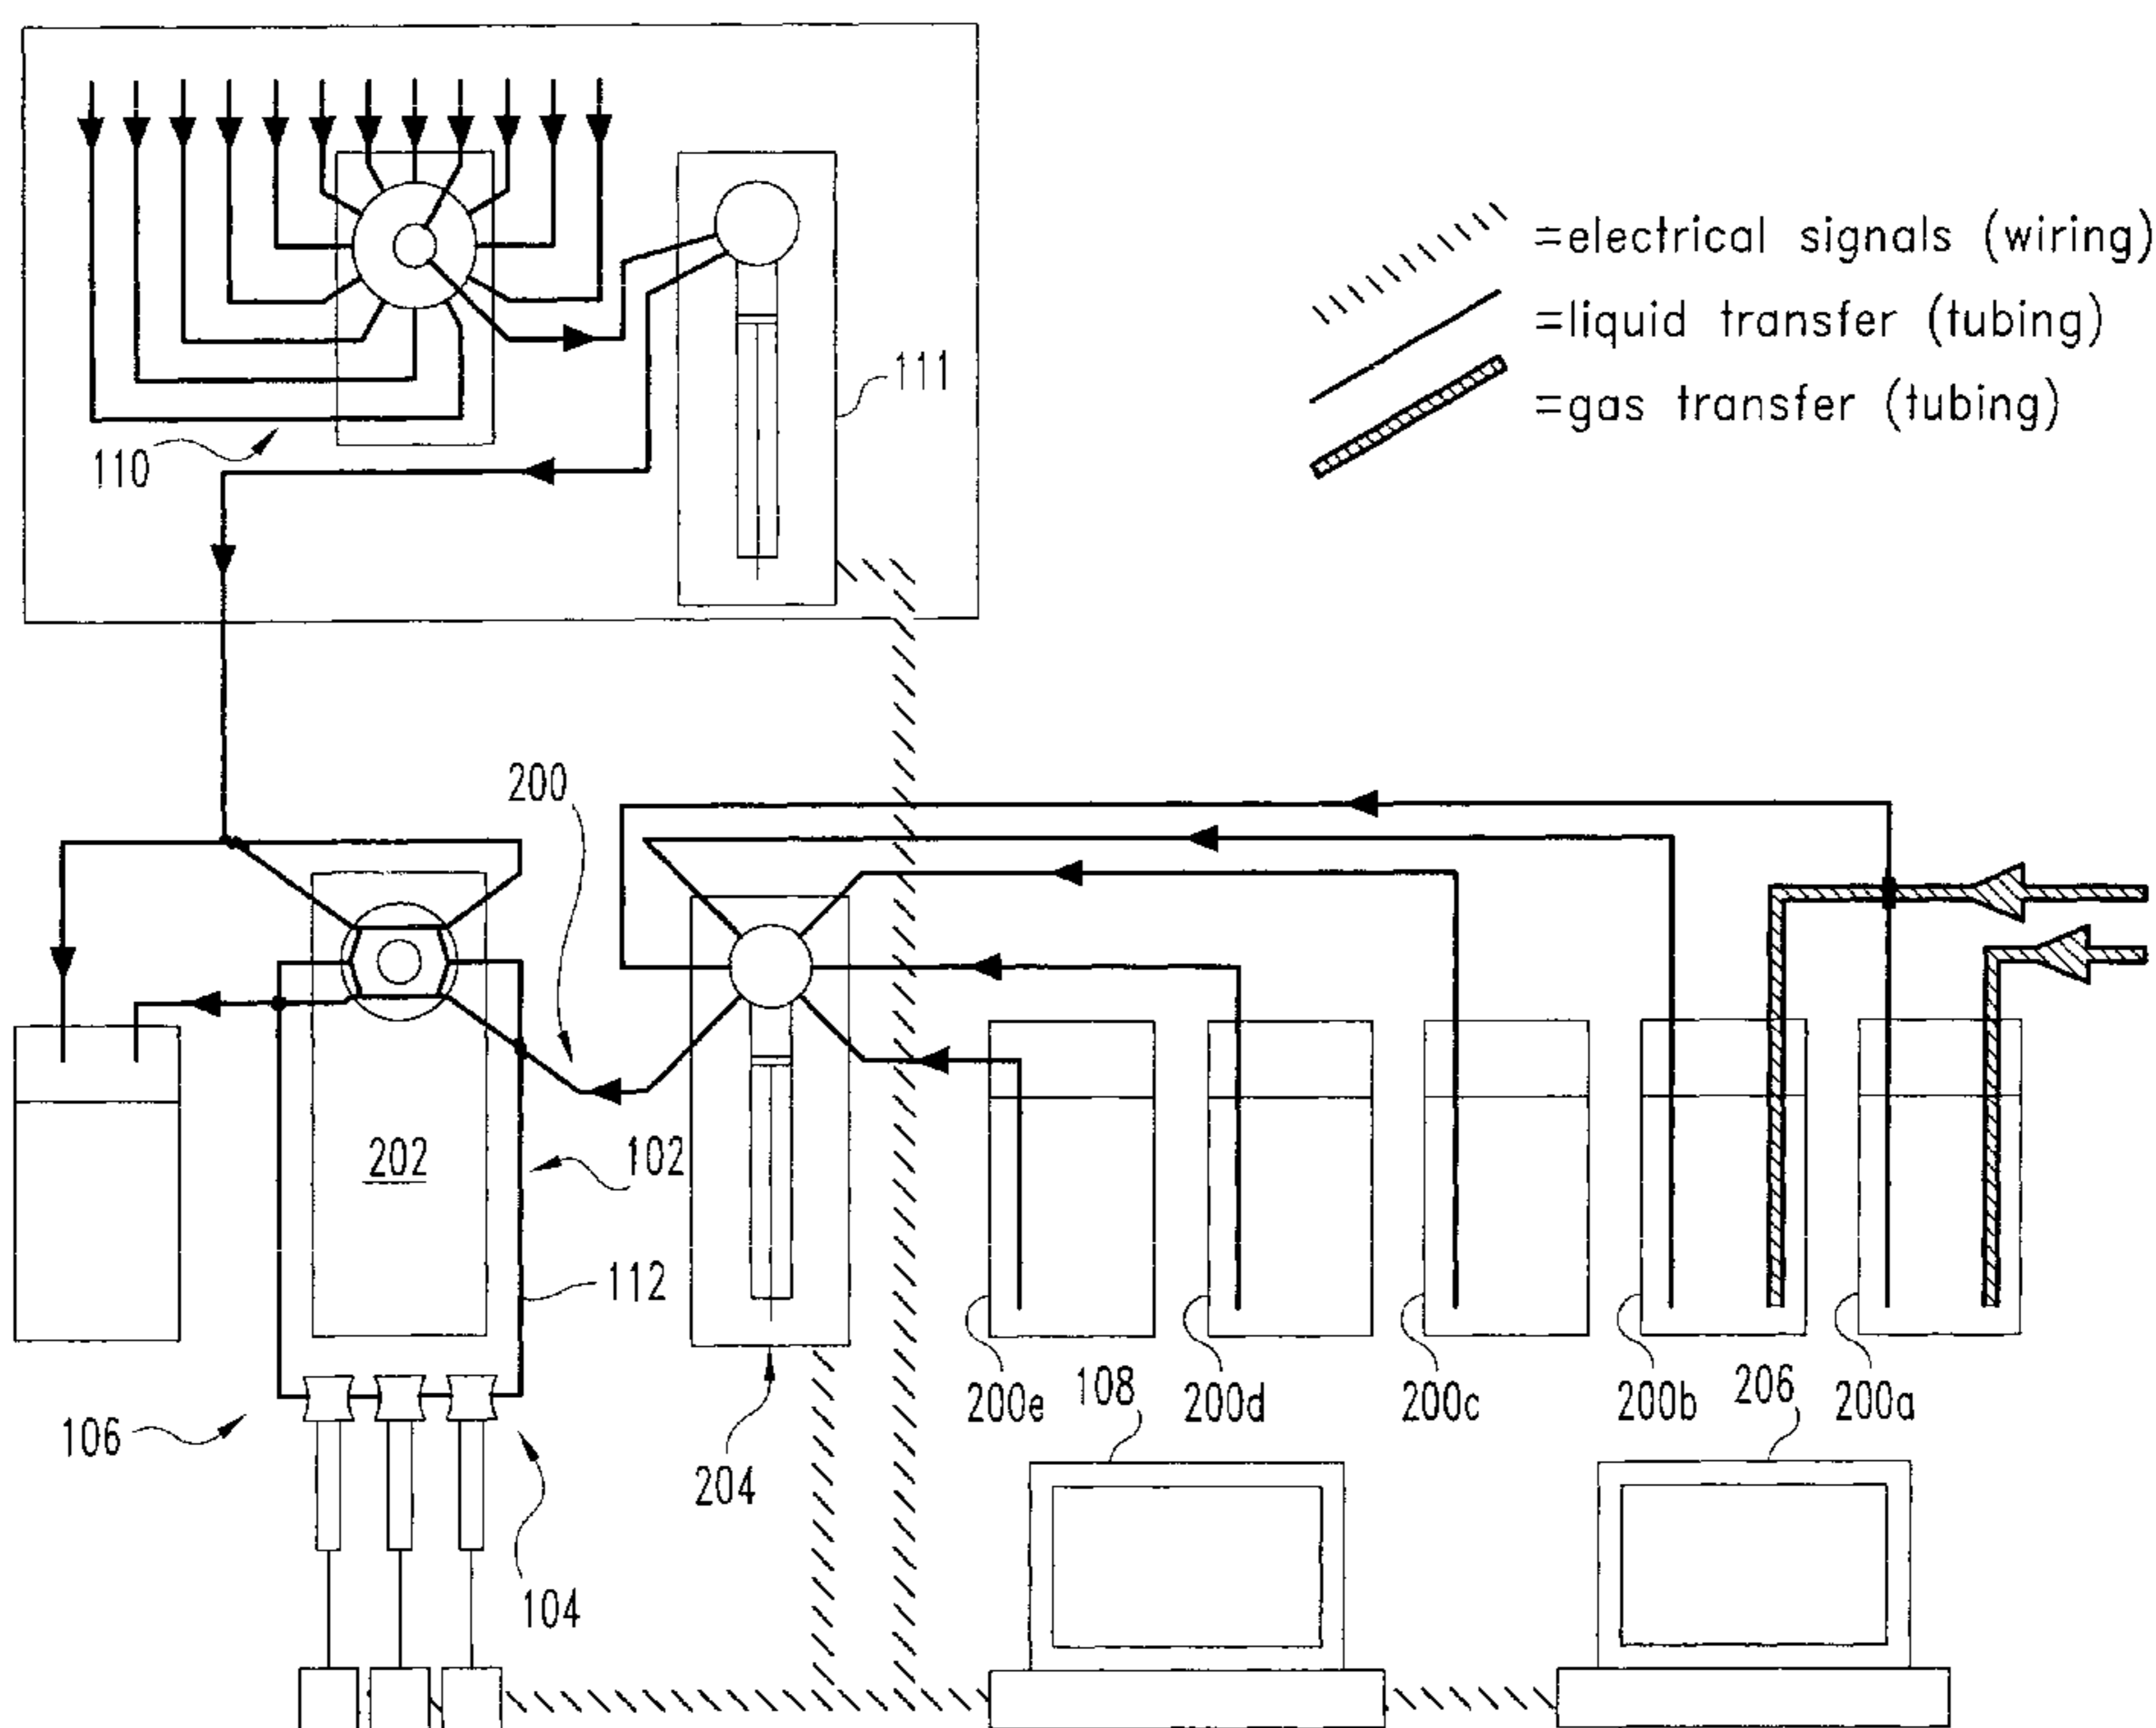 =electrical signals (wiring)
=liquid transfer (tubing)
=gas transfer (tubing)
111
110
200
202
102
112
200e
108
200d
200c
200b
206
200a
106
204
104